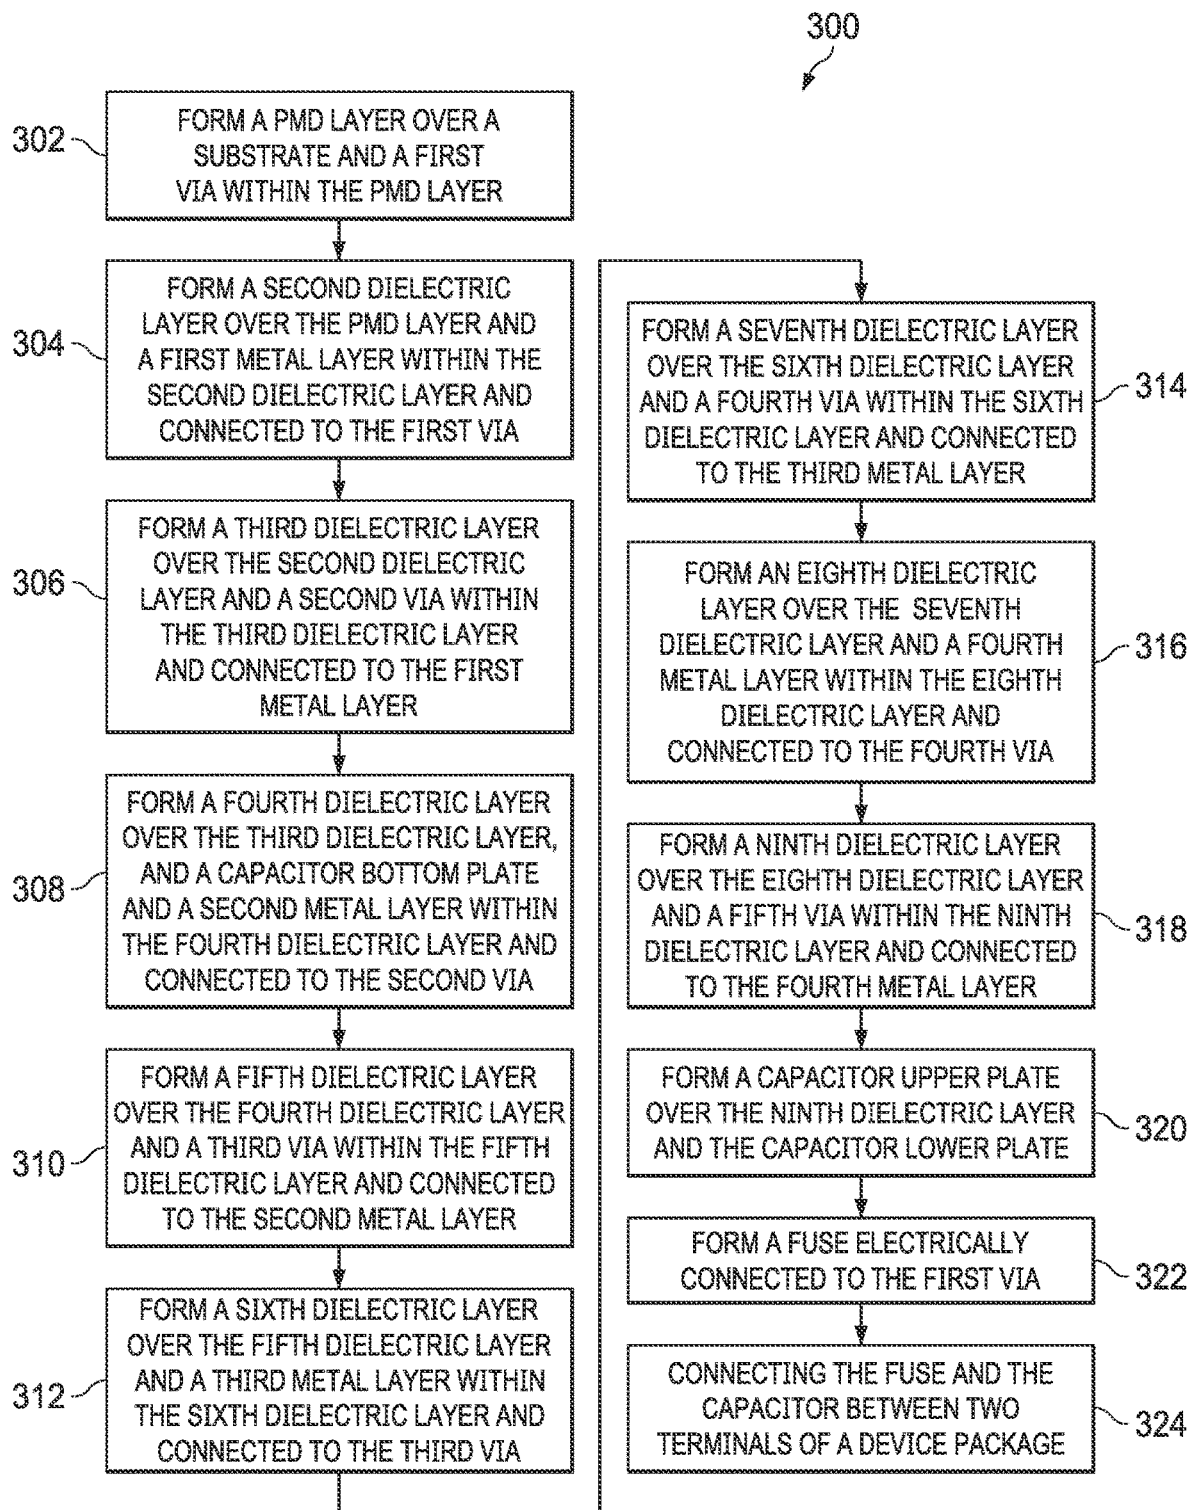 300
302
FORM A PMD LAYER OVER A
SUBSTRATE AND A FIRST
VIA WITHIN THE PMD LAYER
304
FORM A SECOND DIELECTRIC
LAYER OVER THE PMD LAYER AND
A FIRST METAL LAYER WITHIN THE
SECOND DIELECTRIC LAYER AND
CONNECTED TO THE FIRST VIA
306
FORM A THIRD DIELECTRIC LAYER
OVER THE SECOND DIELECTRIC
LAYER AND A SECOND VIA WITHIN
THE THIRD DIELECTRIC LAYER
AND CONNECTED TO THE FIRST
METAL LAYER
308
FORM A FOURTH DIELECTRIC LAYER
OVER THE THIRD DIELECTRIC LAYER,
AND A CAPACITOR BOTTOM PLATE
AND A SECOND METAL LAYER WITHIN
THE FOURTH DIELECTRIC LAYER AND
CONNECTED TO THE SECOND VIA
310
FORM A FIFTH DIELECTRIC LAYER
OVER THE FOURTH DIELECTRIC LAYER
AND A THIRD VIA WITHIN THE FIFTH
DIELECTRIC LAYER AND CONNECTED
TO THE SECOND METAL LAYER
312
FORM A SIXTH DIELECTRIC LAYER
OVER THE FIFTH DIELECTRIC LAYER
AND A THIRD METAL LAYER WITHIN
THE SIXTH DIELECTRIC LAYER AND
CONNECTED TO THE THIRD VIA
FORM A SEVENTH DIELECTRIC LAYER
OVER THE SIXTH DIELECTRIC LAYER
AND A FOURTH VIA WITHIN THE SIXTH
DIELECTRIC LAYER AND CONNECTED
TO THE THIRD METAL LAYER
314
FORM AN EIGHTH DIELECTRIC
LAYER OVER THE SEVENTH
DIELECTRIC LAYER AND A FOURTH
METAL LAYER WITHIN THE EIGHTH
DIELECTRIC LAYER AND
CONNECTED TO THE FOURTH VIA
316
FORM A NINTH DIELECTRIC LAYER
OVER THE EIGHTH DIELECTRIC LAYER
AND A FIFTH VIA WITHIN THE NINTH
DIELECTRIC LAYER AND CONNECTED
TO THE FOURTH METAL LAYER
318
FORM A CAPACITOR UPPER PLATE
OVER THE NINTH DIELECTRIC LAYER
AND THE CAPACITOR LOWER PLATE
320
FORM A FUSE ELECTRICALLY
CONNECTED TO THE FIRST VIA
322
CONNECTING THE FUSE AND THE
CAPACITOR BETWEEN TWO
TERMINALS OF A DEVICE PACKAGE
324